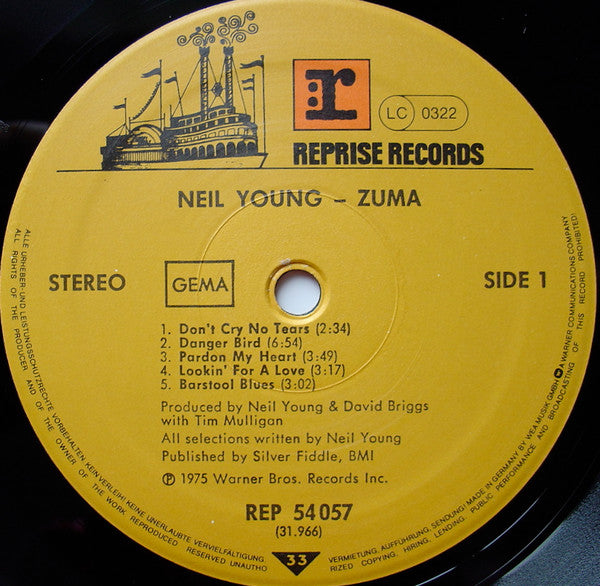 :r
LC 0322
REPRISE RECORDS
NEIL YOUNG – ZUMA
STEREO
GEMA
SIDE 1
1. Don't Cry No Tears (2:34)
2. Danger Bird (6:54)
3. Pardon My Heart (3:49)
4. Lookin' For A Love (3:17)
5. Barstool Blues (3:02)
Produced by Neil Young & David Briggs
with Tim Mulligan
All selections written by Neil Young
Published by Silver Fiddle, BMI
℗ 1975 Warner Bros. Records Inc.
REP 54 057
(31.966)
33
ALLE URHEBER- UND LEISTUNGSSCHUTZRECHTE VORBEHALTEN. KEIN VERLEIH! KEINE UNERLAUBTE VERVIELFÄLTIGUNG, VERMIETUNG, AUFFÜHRUNG, SENDUNG! MADE IN GERMANY BY WEA MUSIK GMBH A WARNER COMMUNICATIONS COMPANY
ALL RIGHTS OF THE PRODUCER AND OF THE OWNER OF THE WORK REPRODUCED RESERVED UNAUTHORIZED COPYING, HIRING, LENDING, PUBLIC PERFORMANCE AND BROADCASTING OF THIS RECORD PROHIBITED!